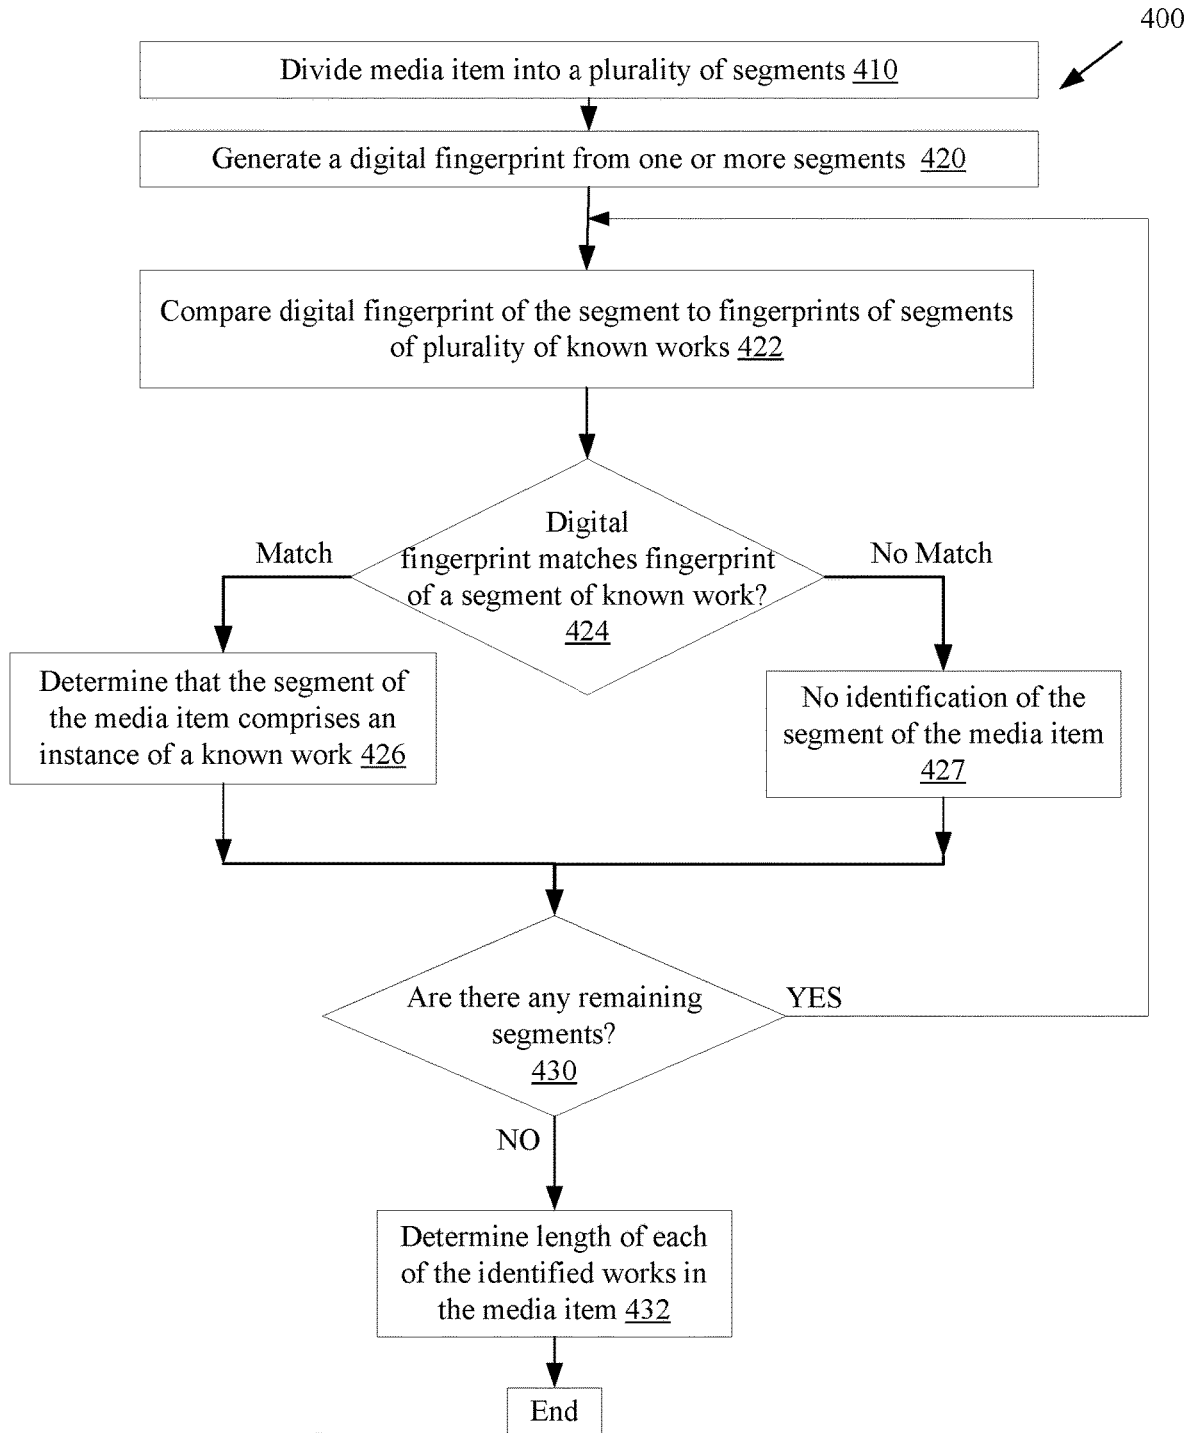 400
Divide media item into a plurality of segments 410
Generate a digital fingerprint from one or more segments 420
Compare digital fingerprint of the segment to fingerprints of segments
of plurality of known works 422
Digital
fingerprint matches fingerprint
of a segment of known work?
424
Match
No Match
Determine that the segment of
the media item comprises an
instance of a known work 426
No identification of the
segment of the media item
427
Are there any remaining
segments?
430
YES
NO
Determine length of each
of the identified works in
the media item 432
End